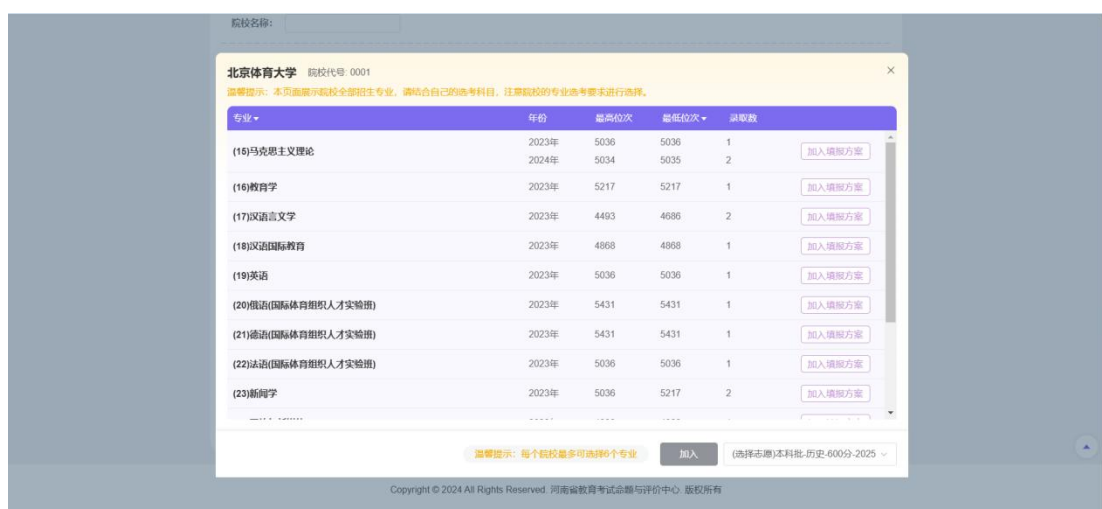 院校名称:
北京体育大学 院校代号: 0001
温馨提示: 本页面展示院校全部招生专业, 请结合自己的选考科目、注意院校的专业选考要求进行选择。
专业 年份 最高位次 最低位次 录取数
(15)马克思主义理论 2023年 5036 5036 1 加入填报方案
2024年 5034 5035 2
(16)教育学 2023年 5217 5217 1 加入填报方案
(17)汉语言文学 2023年 4493 4686 2 加入填报方案
(18)汉语国际教育 2023年 4868 4868 1 加入填报方案
(19)英语 2023年 5036 5036 1 加入填报方案
(20)俄语(国际体育组织人才实验班) 2023年 5431 5431 1 加入填报方案
(21)德语(国际体育组织人才实验班) 2023年 5431 5431 1 加入填报方案
(22)法语(国际体育组织人才实验班) 2023年 5036 5036 1 加入填报方案
(23)新闻学 2023年 5036 5217 2 加入填报方案
温馨提示: 每个院校最多可选择6个专业 加入 (选择志愿)本科批-历史-600分-2025
Copyright © 2024 All Rights Reserved. 河南省教育考试命题与评价中心. 版权所有